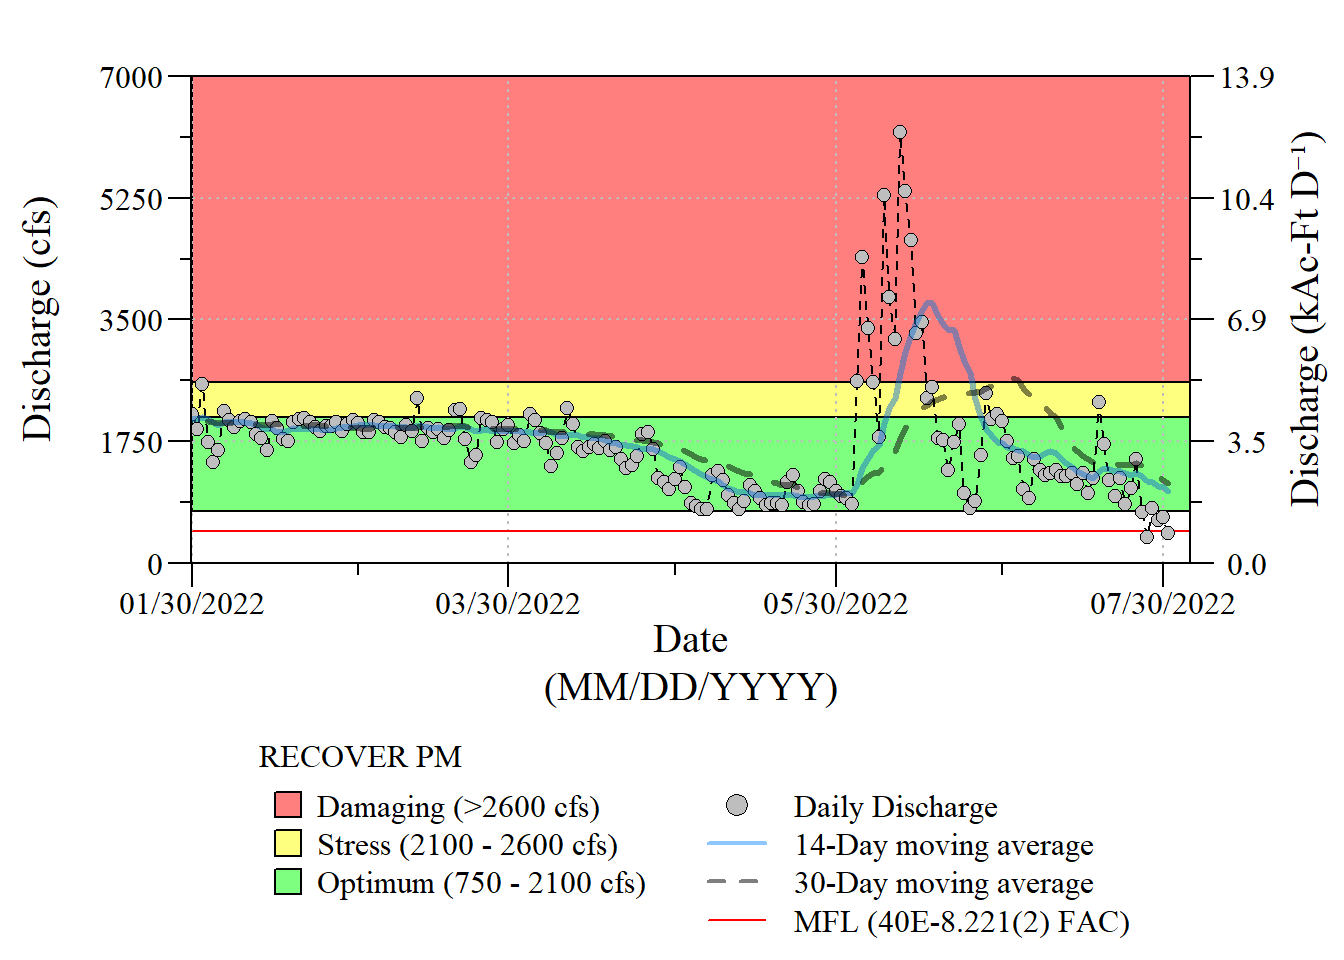 7000
5250
3500
1750
0
Discharge (cfs)
13.9
10.4
6.9
3.5
0.0
Discharge (kAc-Ft D⁻¹)
01/30/2022
03/30/2022
05/30/2022
07/30/2022
Date
(MM/DD/YYYY)
RECOVER PM
Damaging (>2600 cfs)
Stress (2100 - 2600 cfs)
Optimum (750 - 2100 cfs)
Daily Discharge
14-Day moving average
30-Day moving average
MFL (40E-8.221(2) FAC)